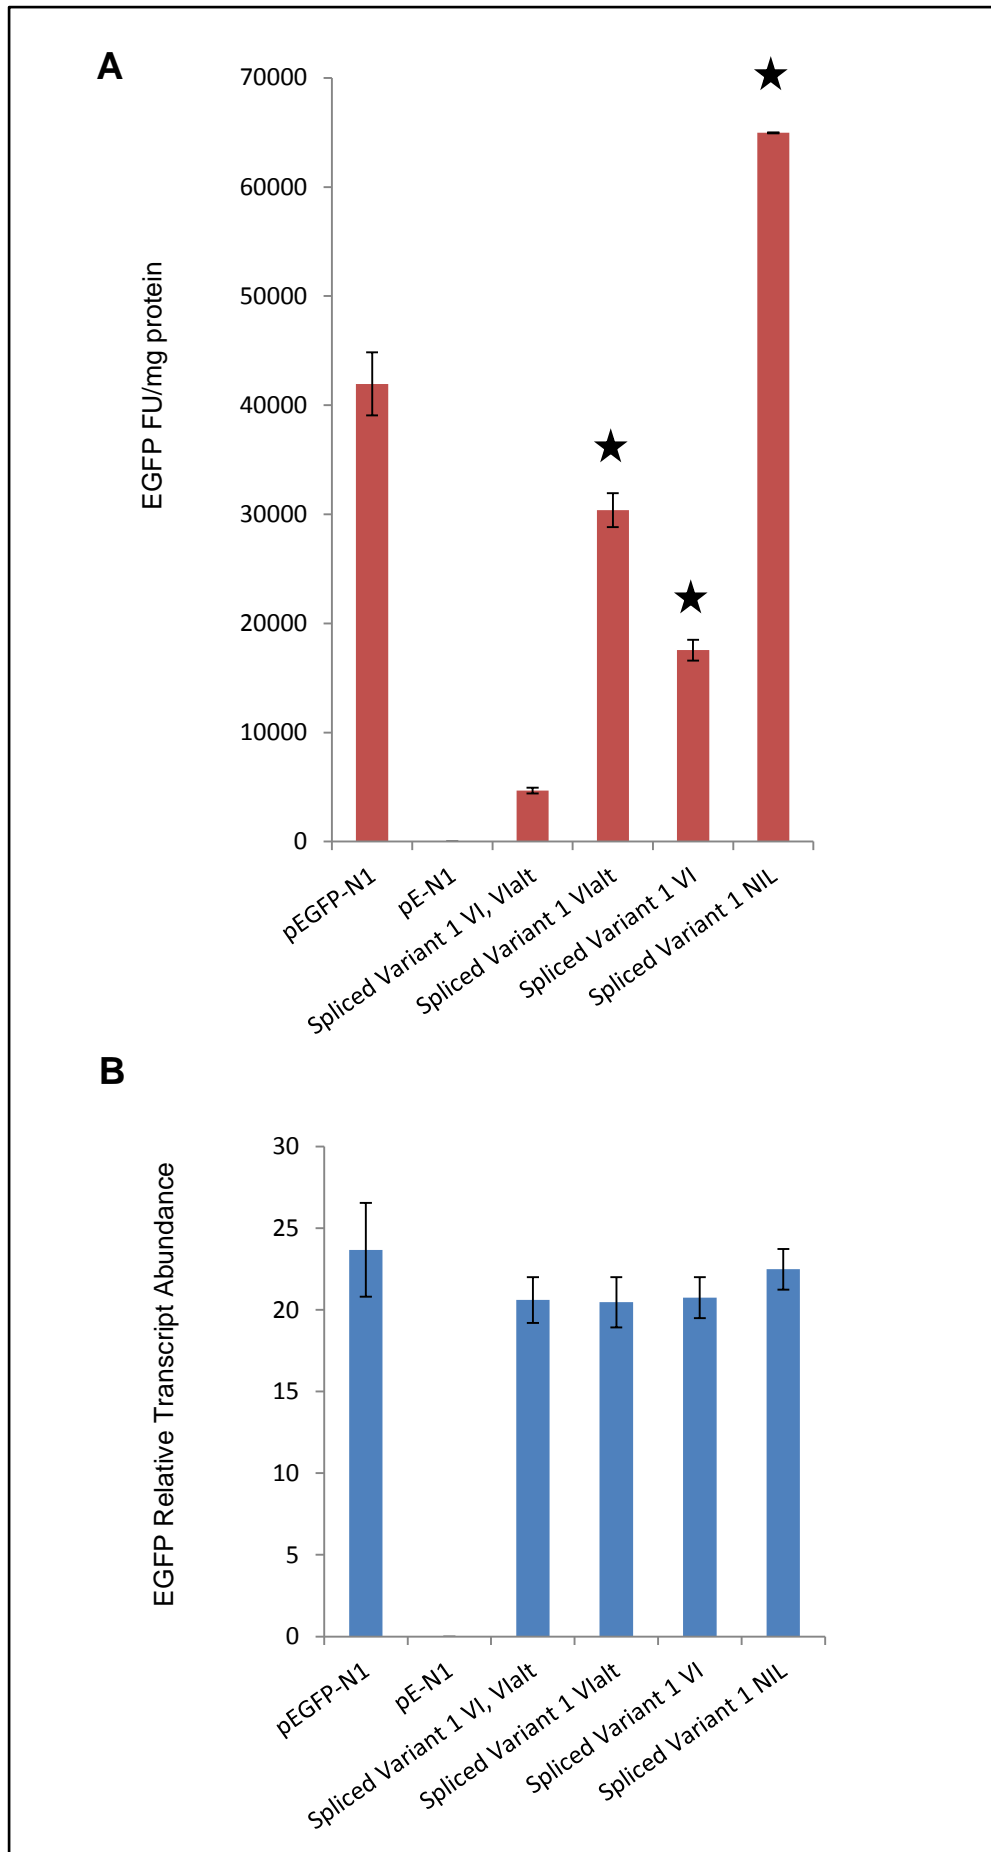 A
70000
60000
50000
40000
30000
20000
10000
0
EGFP FU/mg protein
pEGFP-N1
pE-N1
Spliced Variant 1 VI, VIalt
Spliced Variant 1 VIalt
Spliced Variant 1 VI
Spliced Variant 1 NIL
B
30
25
20
15
10
5
0
EGFP Relative Transcript Abundance
pEGFP-N1
pE-N1
Spliced Variant 1 VI, VIalt
Spliced Variant 1 VIalt
Spliced Variant 1 VI
Spliced Variant 1 NIL